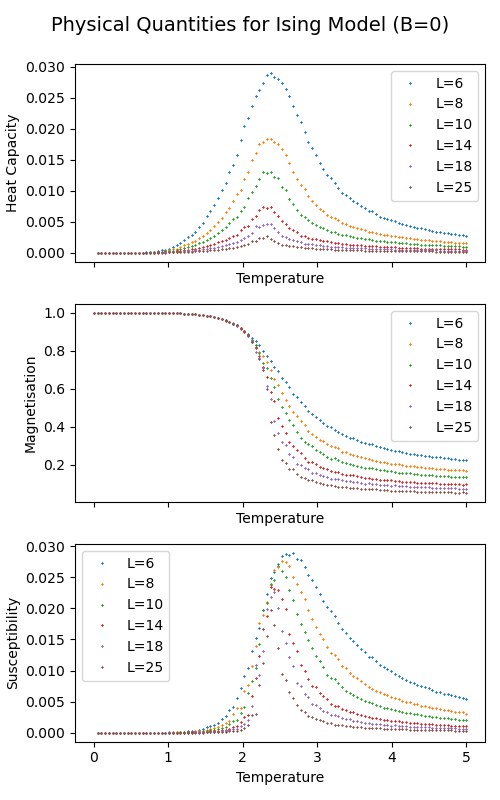 Physical Quantities for Ising Model (B=0)
Heat Capacity
0.030
0.025
0.020
0.015
0.010
0.005
0.000
L=6
L=8
L=10
L=14
L=18
L=25
Temperature
Magnetisation
1.0
0.8
0.6
0.4
0.2
L=6
L=8
L=10
L=14
L=18
L=25
Temperature
Susceptibility
0.030
0.025
0.020
0.015
0.010
0.005
0.000
L=6
L=8
L=10
L=14
L=18
L=25
0 1 2 3 4 5
Temperature